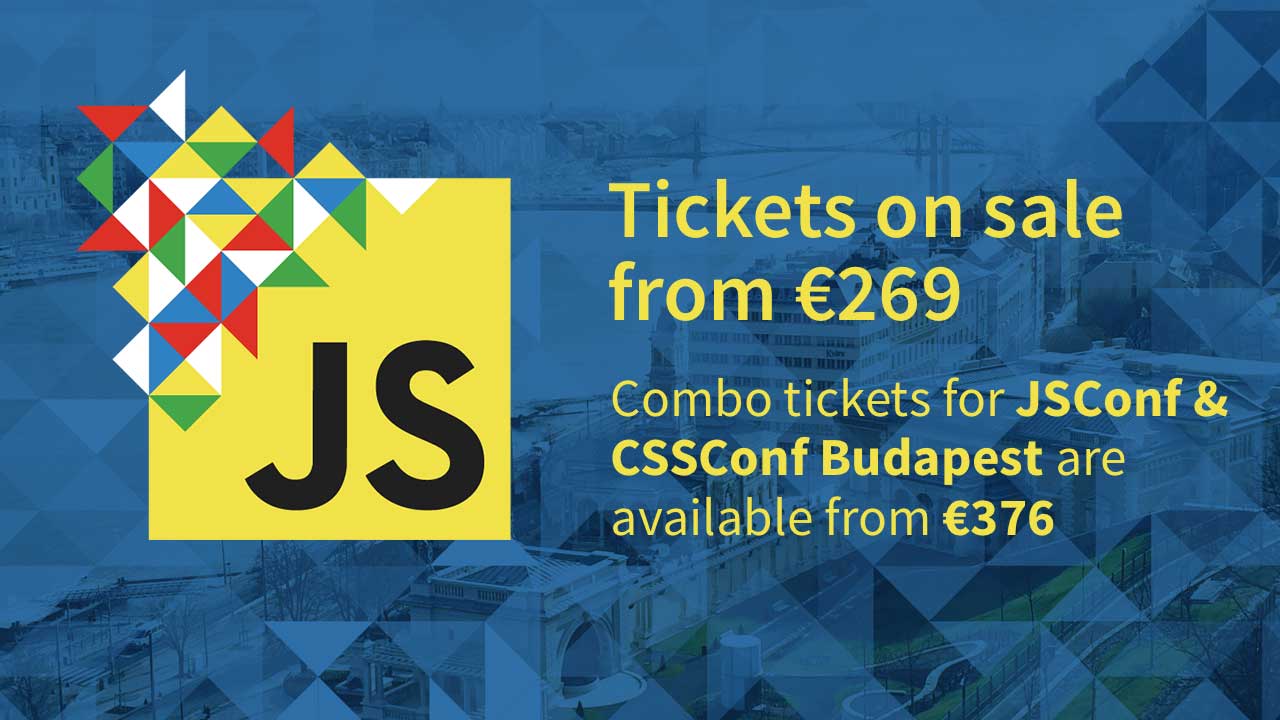 JS
Tickets on sale
from €269
Combo tickets for JSConf &
CSSConf Budapest are
available from €376